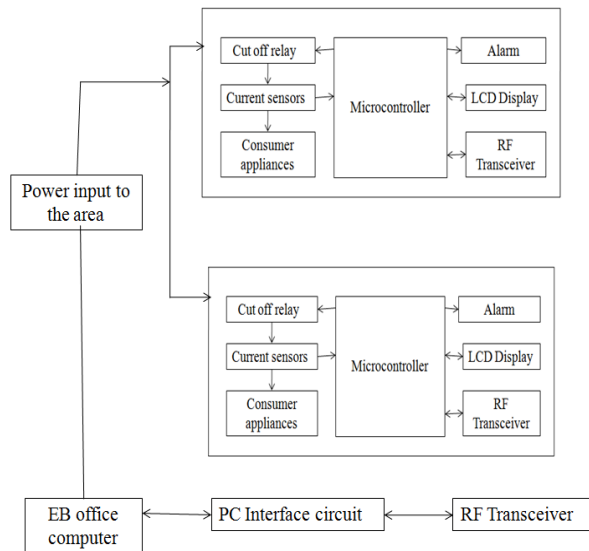 Cut off relay
Alarm
Current sensors
Microcontroller
LCD Display
Consumer
appliances
RF
Transceiver
Power input to
the area
Cut off relay
Alarm
Current sensors
Microcontroller
LCD Display
Consumer
appliances
RF
Transceiver
EB office
computer
PC Interface circuit
RF Transceiver